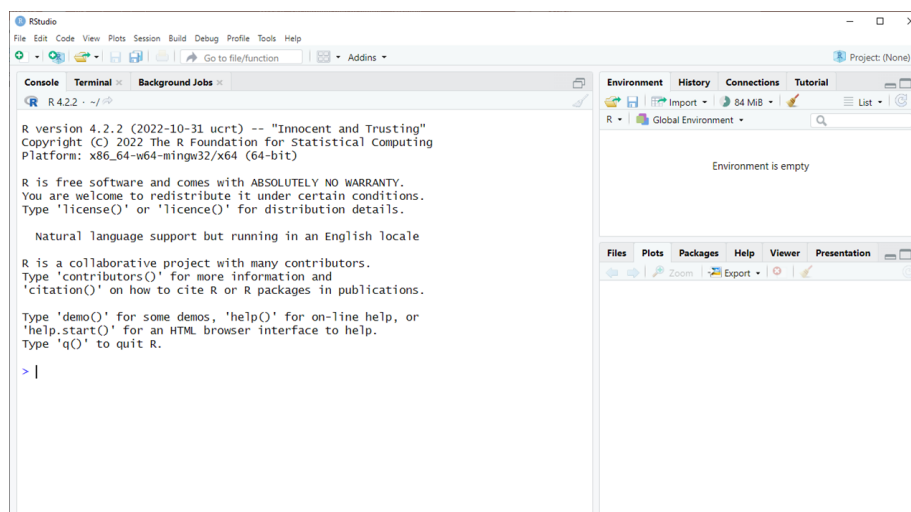 RStudio
File Edit Code View Plots Session Build Debug Profile Tools Help
Go to file/function Addins Project: (None)
Console Terminal Background Jobs
R 4.2.2 · ~/
R version 4.2.2 (2022-10-31 ucrt) -- "Innocent and Trusting"
Copyright (C) 2022 The R Foundation for Statistical Computing
Platform: x86_64-w64-mingw32/x64 (64-bit)
R is free software and comes with ABSOLUTELY NO WARRANTY.
You are welcome to redistribute it under certain conditions.
Type 'license()' or 'licence()' for distribution details.
Natural language support but running in an English locale
R is a collaborative project with many contributors.
Type 'contributors()' for more information and
'citation()' on how to cite R or R packages in publications.
Type 'demo()' for some demos, 'help()' for on-line help, or
'help.start()' for an HTML browser interface to help.
Type 'q()' to quit R.
>
Environment History Connections Tutorial
Import 84 MiB List
R Global Environment
Environment is empty
Files Plots Packages Help Viewer Presentation
Zoom Export